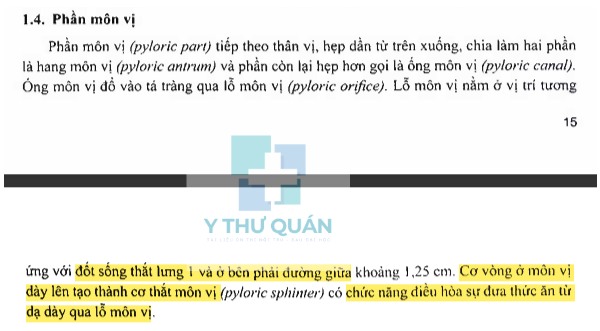 1.4. Phần môn vị
Phần môn vị (pyloric part) tiếp theo thân vị, hẹp dần từ trên xuống, chia làm hai phần
là hang môn vị (pyloric antrum) và phần còn lại hẹp hơn gọi là ống môn vị (pyloric canal).
Ống môn vị đổ vào tá tràng qua lỗ môn vị (pyloric orifice). Lỗ môn vị nằm ở vị trí tương
15
Y THƯ QUÁN
ứng với đốt sống thắt lưng 1 và ở bên phải đường giữa khoảng 1,25 cm. Cơ vòng ở môn vị
dày lên tạo thành cơ thắt môn vị (pyloric sphinter) có chức năng điều hòa sự đưa thức ăn từ
dạ dày qua lỗ môn vị.